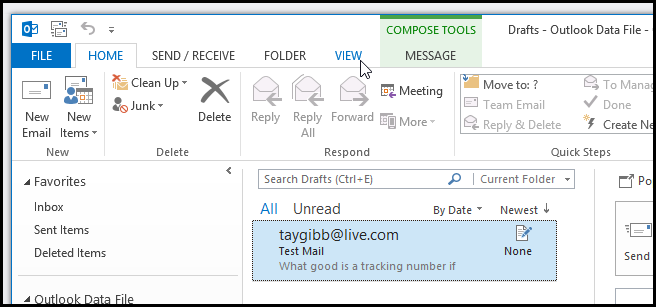 COMPOSE TOOLS
Drafts - Outlook Data File -
FILE HOME SEND / RECEIVE FOLDER VIEW MESSAGE
New Email
New Items
New
Clean Up
Junk
Delete
Delete
Reply
Reply All
Forward
Meeting
More
Respond
Move to: ?
Team Email
Reply & Delete
To Mana
Done
Create Ne
Quick Steps
Favorites
Inbox
Sent Items
Deleted Items
Outlook Data File
Search Drafts (Ctrl+E)
Current Folder
All Unread By Date Newest
taygibb@live.com
Test Mail None
What good is a tracking number if
Po
Send